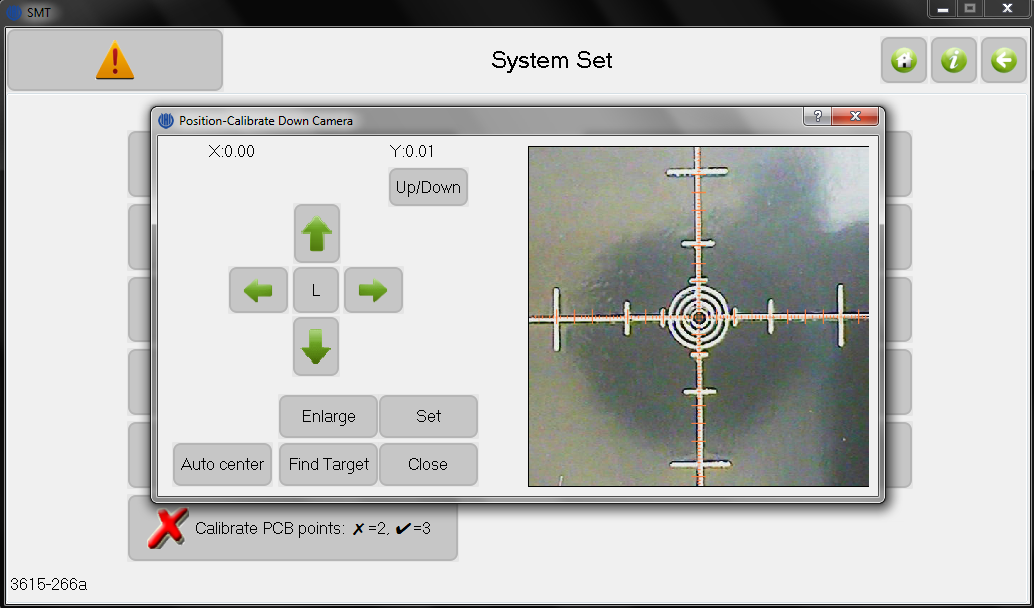 SMT
System Set
Position-Calibrate Down Camera
X:0.00 Y:0.01
Up/Down
L
Enlarge Set
Auto center Find Target Close
Calibrate PCB points: ✗=2, ✔=3
3615-266a